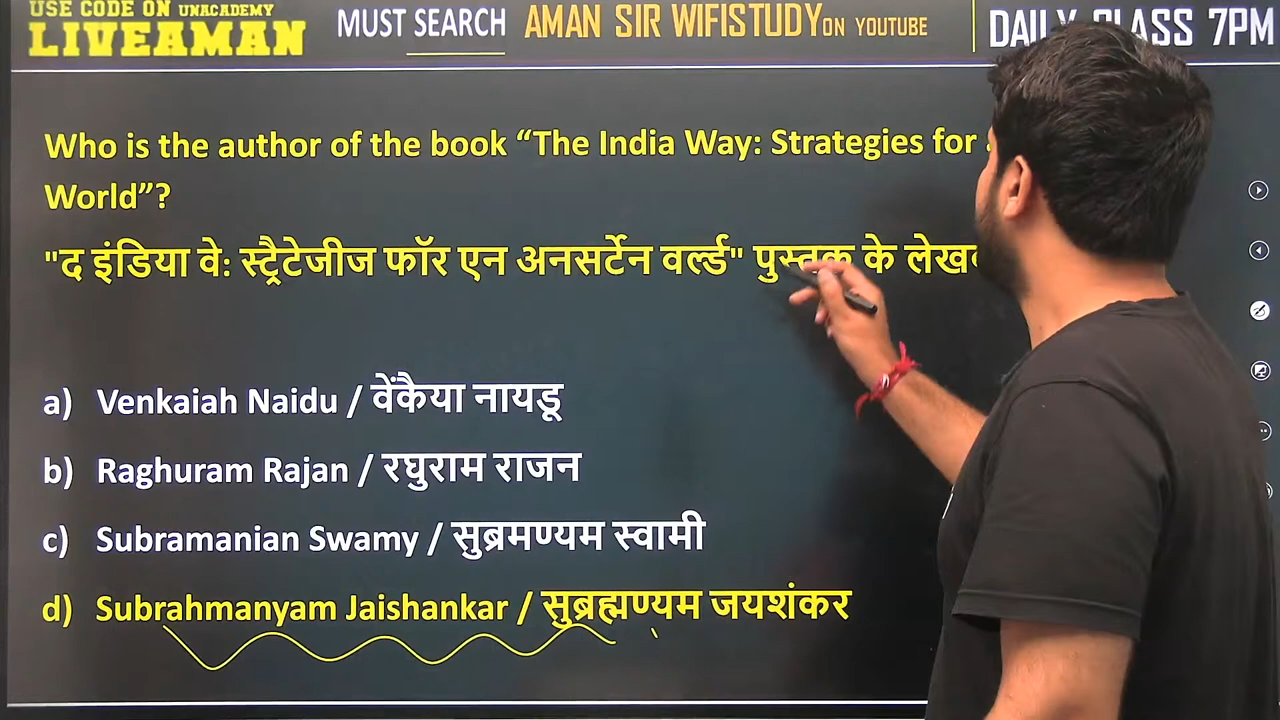 USE CODE ON UNACADEMY
LIVEAMAN
MUST SEARCH AMAN SIR WIFISTUDY ON YOUTUBE
DAILY CLASS 7PM
Who is the author of the book “The India Way: Strategies for
World”?
"द इंडिया वे: स्ट्रैटेजीज फॉर एन अनसर्टेन वर्ल्ड" पुस्तक के
a) Venkaiah Naidu / वेंकैया नायडू
b) Raghuram Rajan / रघुराम राजन
c) Subramanian Swamy / सुब्रमण्यम स्वामी
d) Subrahmanyam Jaishankar / सुब्रह्मण्यम जयशंकर